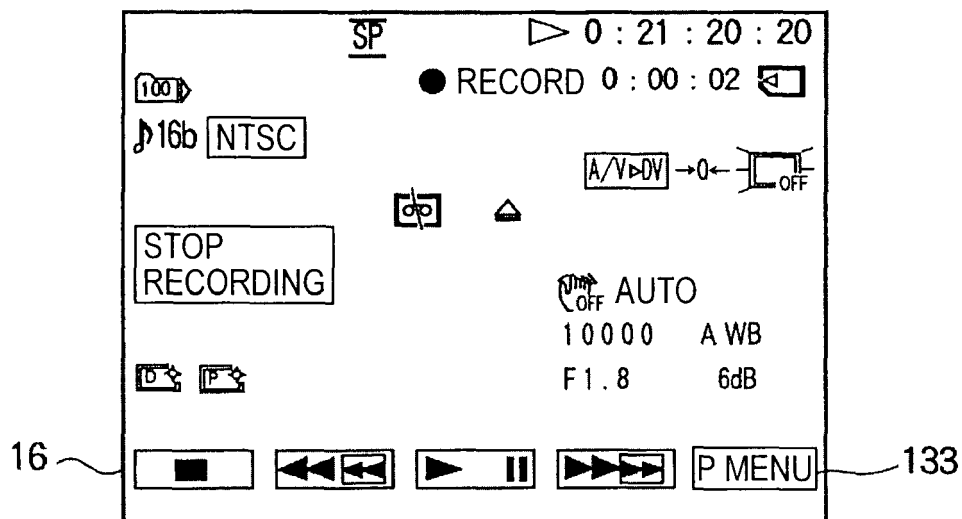 SP 0 : 21 : 20 : 20
100 RECORD 0 : 00 : 02
16b NTSC
A/V▷DV →0← OFF
STOP
RECORDING
OFF AUTO
10000 A WB
D P F1.8 6dB
16 P MENU 133